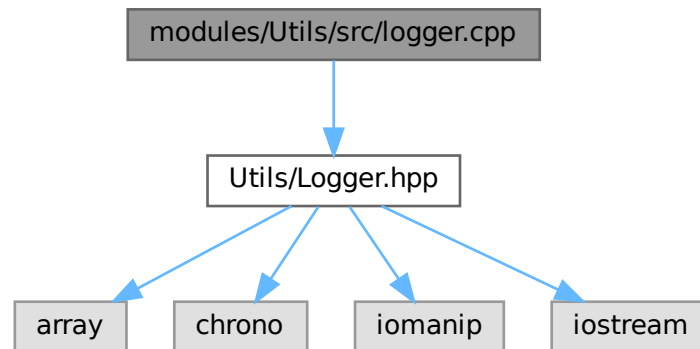 modules/Utils/src/logger.cpp
Utils/Logger.hpp
array
chrono
iomanip
iostream